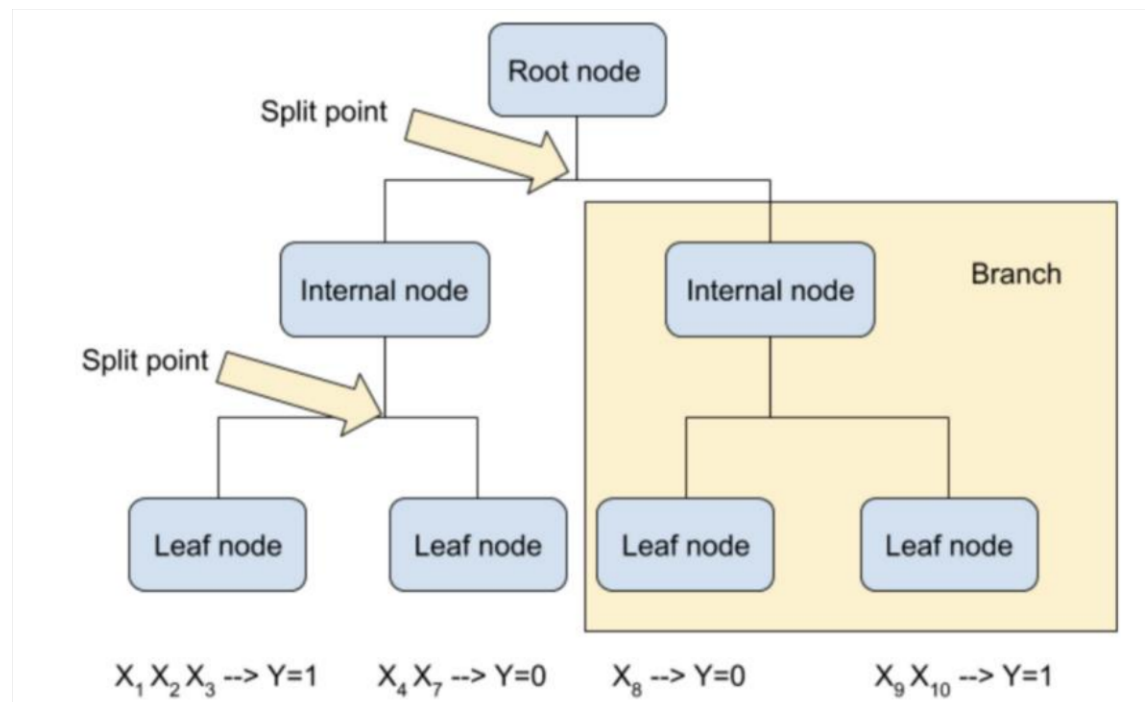 Root node
Split point
Internal node
Internal node
Branch
Split point
Leaf node
Leaf node
Leaf node
Leaf node
X₁ X₂ X₃ --> Y=1
X₄ X₇ --> Y=0
X₈ --> Y=0
X₉ X₁₀ --> Y=1